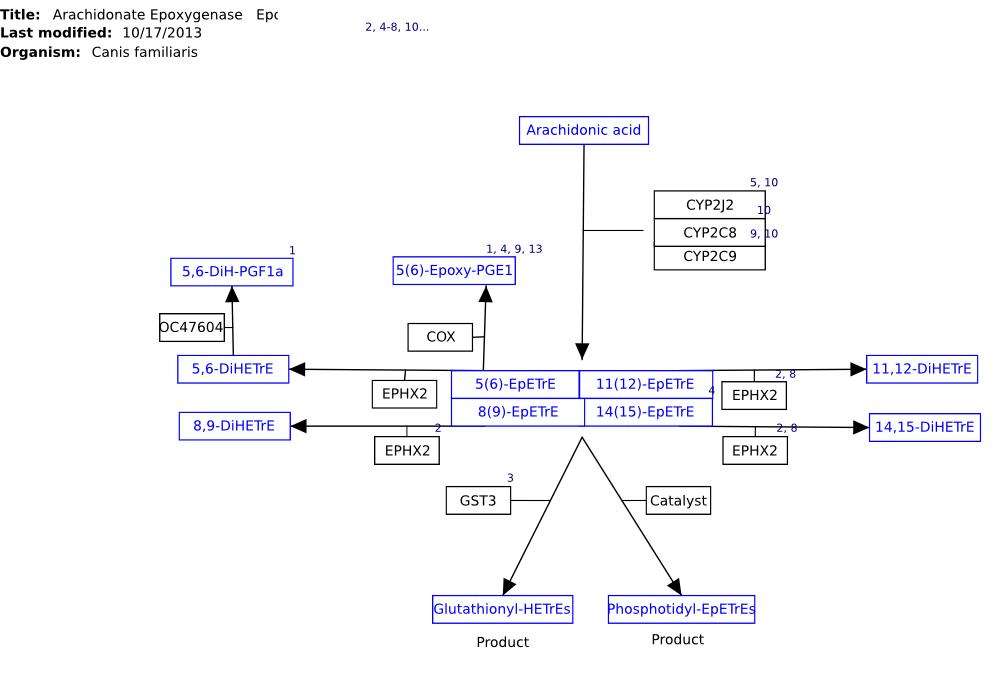 Title: Arachidonate Epoxygenase Epo
2, 4-8, 10...
Last modified: 10/17/2013
Organism: Canis familiaris
Arachidonic acid
5, 10
CYP2J2
10
CYP2C8
9, 10
CYP2C9
1
1, 4, 9, 13
5,6-DiH-PGF1a
5(6)-Epoxy-PGE1
OC47604
COX
5,6-DiHETrE
11,12-DiHETrE
2, 8
5(6)-EpETrE
11(12)-EpETrE
4
EPHX2
EPHX2
8(9)-EpETrE
14(15)-EpETrE
8,9-DiHETrE
2
2, 8
14,15-DiHETrE
EPHX2
EPHX2
3
GST3
Catalyst
Glutathionyl-HETrEs
Phosphotidyl-EpETrEs
Product
Product